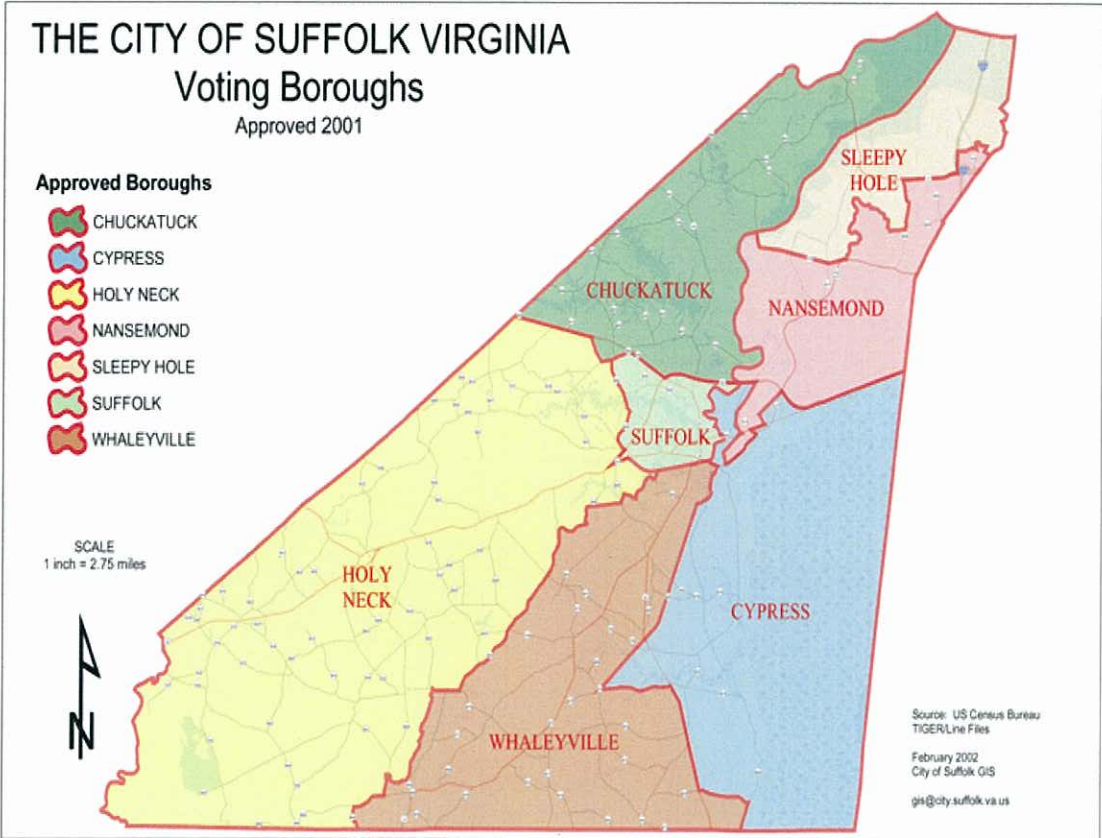 THE CITY OF SUFFOLK VIRGINIA
Voting Boroughs
Approved 2001
Approved Boroughs
CHUCKATUCK
CYPRESS
HOLY NECK
NANSEMOND
SLEEPY HOLE
SUFFOLK
WHALEYVILLE
SCALE
1 inch = 2.75 miles
N
SLEEPY
HOLE
CHUCKATUCK
NANSEMOND
SUFFOLK
HOLY
NECK
CYPRESS
WHALEYVILLE
Source: US Census Bureau
TIGER/Line Files
February 2002
City of Suffolk GIS
gis@city.suffolk.va.us